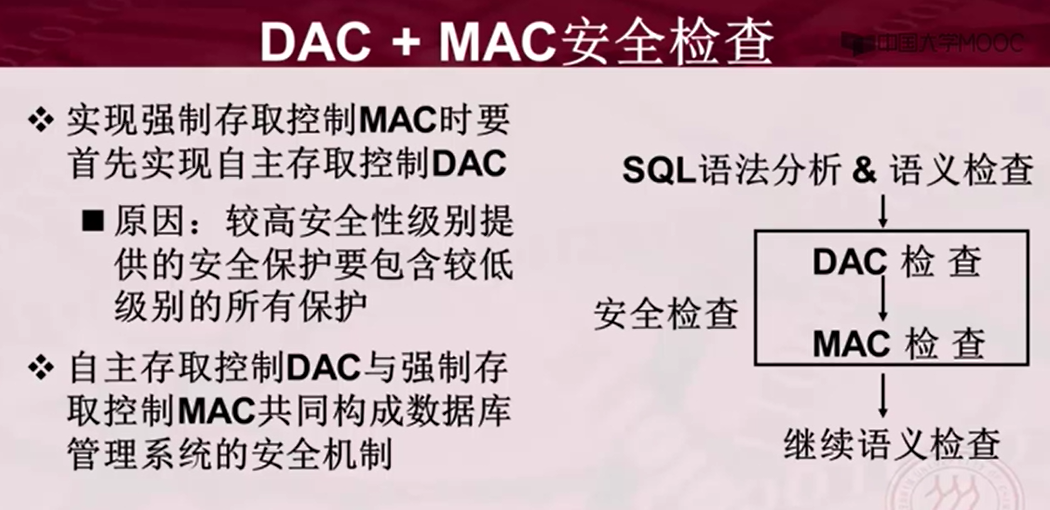 DAC + MAC安全检查
中国大学MOOC
❖ 实现强制存取控制MAC时要
首先实现自主存取控制DAC
■ 原因：较高安全性级别提
供的安全保护要包含较低
级别的所有保护
❖ 自主存取控制DAC与强制存
取控制MAC共同构成数据库
管理系统的安全机制
SQL语法分析 & 语义检查
DAC 检 查
安全检查
MAC 检 查
继续语义检查